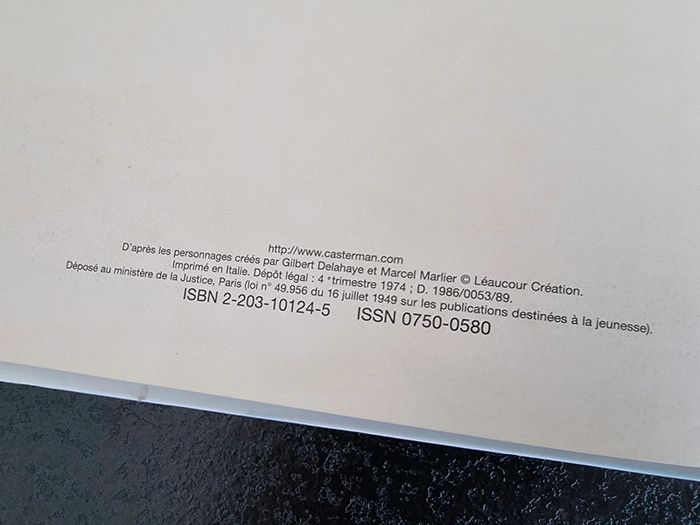 http://www.casterman.com
D'après les personnages créés par Gilbert Delahaye et Marcel Marlier © Léaucour Création.
Imprimé en Italie. Dépôt légal : 4 ᵉtrimestre 1974 ; D. 1986/0053/89.
Déposé au ministère de la Justice, Paris (loi n° 49.956 du 16 juillet 1949 sur les publications destinées à la jeunesse).
ISBN 2-203-10124-5 ISSN 0750-0580